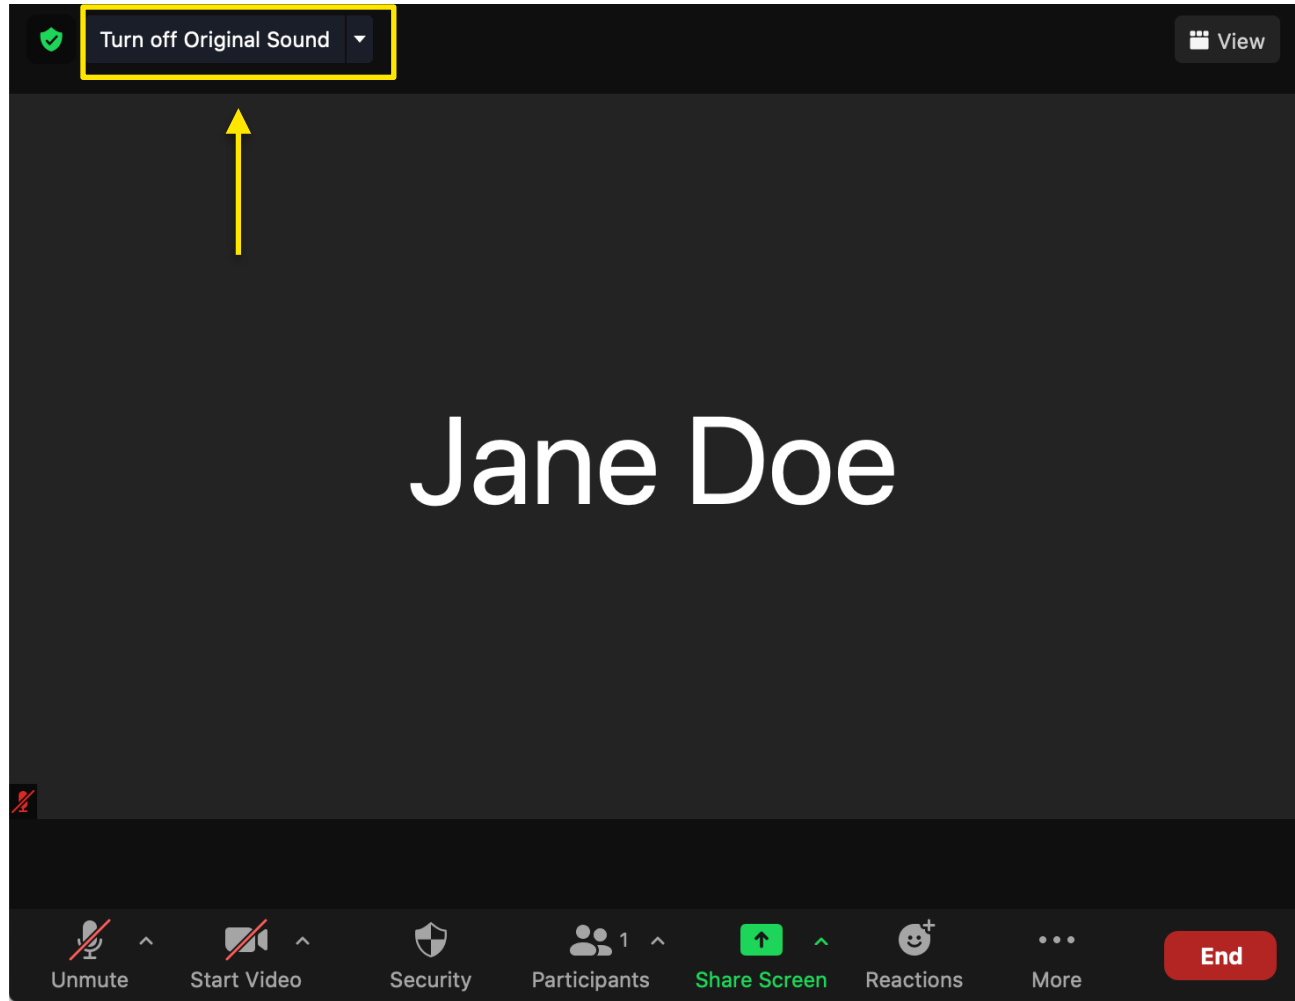 Turn off Original Sound
View
Jane Doe
1
Unmute
Start Video
Security
Participants
Share Screen
Reactions
More
End